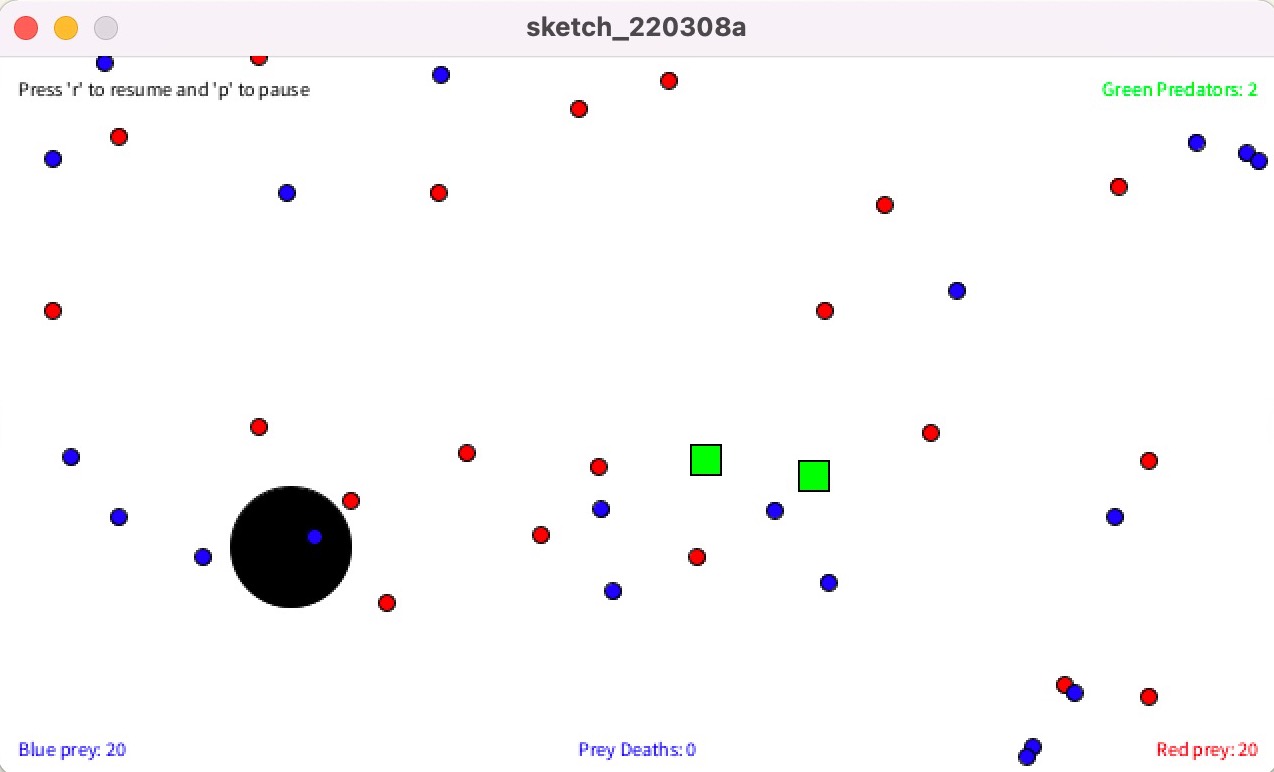 sketch_220308a
Press 'r' to resume and 'p' to pause
Green Predators: 2
Blue prey: 20
Prey Deaths: 0
Red prey: 20